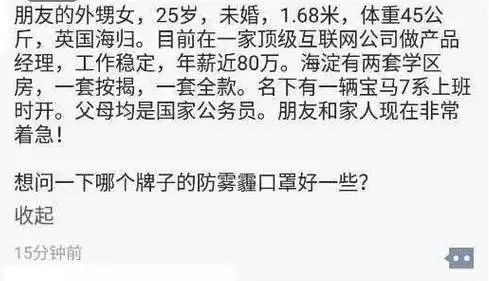 朋友的外甥女，25岁，未婚，1.68米，体重45公
斤，英国海归。目前在一家顶级互联网公司做产品
经理，工作稳定，年薪近80万。海淀有两套学区
房，一套按揭，一套全款。名下有一辆宝马7系上班
时开。父母均是国家公务员。朋友和家人现在非常
着急！
想问一下哪个牌子的防雾霾口罩好一些？
收起
15分钟前